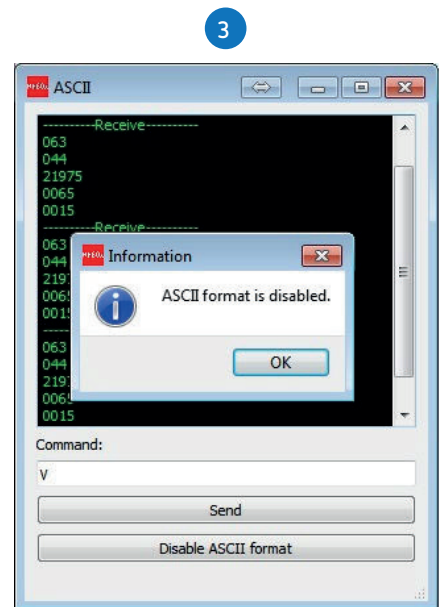 3
ASCII
----------Receive----------
063
044
21975
0065
0015
----------Receive----------
063
044
0015
063
044
0015
Information
ASCII format is disabled.
OK
Command:
V
Send
Disable ASCII format